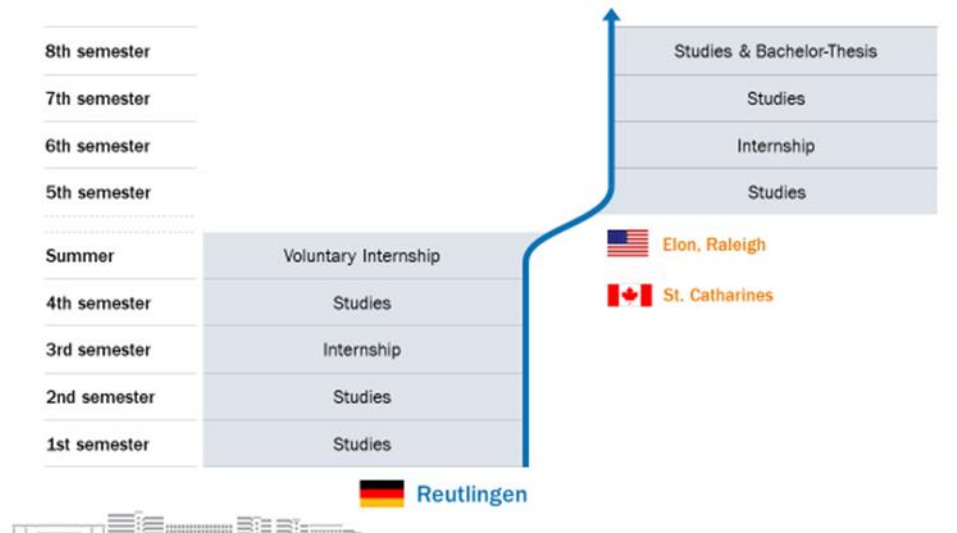 8th semester Studies & Bachelor-Thesis
7th semester Studies
6th semester Internship
5th semester Studies
Elon, Raleigh
Summer Voluntary Internship
St. Catharines
4th semester Studies
3rd semester Internship
2nd semester Studies
1st semester Studies
Reutlingen